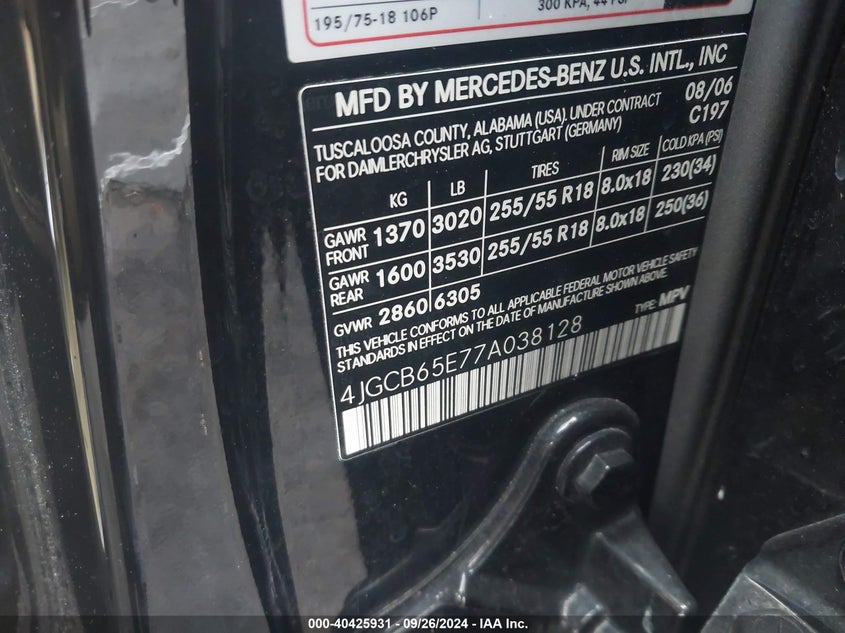 300 KPA, 44 PSI
195/75-18 106P
MFD BY MERCEDES-BENZ U.S. INTL., INC
08/06
TUSCALOOSA COUNTY, ALABAMA (USA). UNDER CONTRACT C197
FOR DAIMLERCHRYSLER AG, STUTTGART (GERMANY)
KG LB TIRES RIM SIZE COLD KPA (PSI)
GAWR FRONT 1370 3020 255/55 R18 8.0x18 230(34)
GAWR REAR 1600 3530 255/55 R18 8.0x18 250(36)
GVWR 2860 6305
THIS VEHICLE CONFORMS TO ALL APPLICABLE FEDERAL MOTOR VEHICLE SAFETY
STANDARDS IN EFFECT ON THE DATE OF MANUFACTURE SHOWN ABOVE.
TYPE: MPV
4JGCB65E77A038128
000-40425931 - 09/26/2024 - IAA Inc.